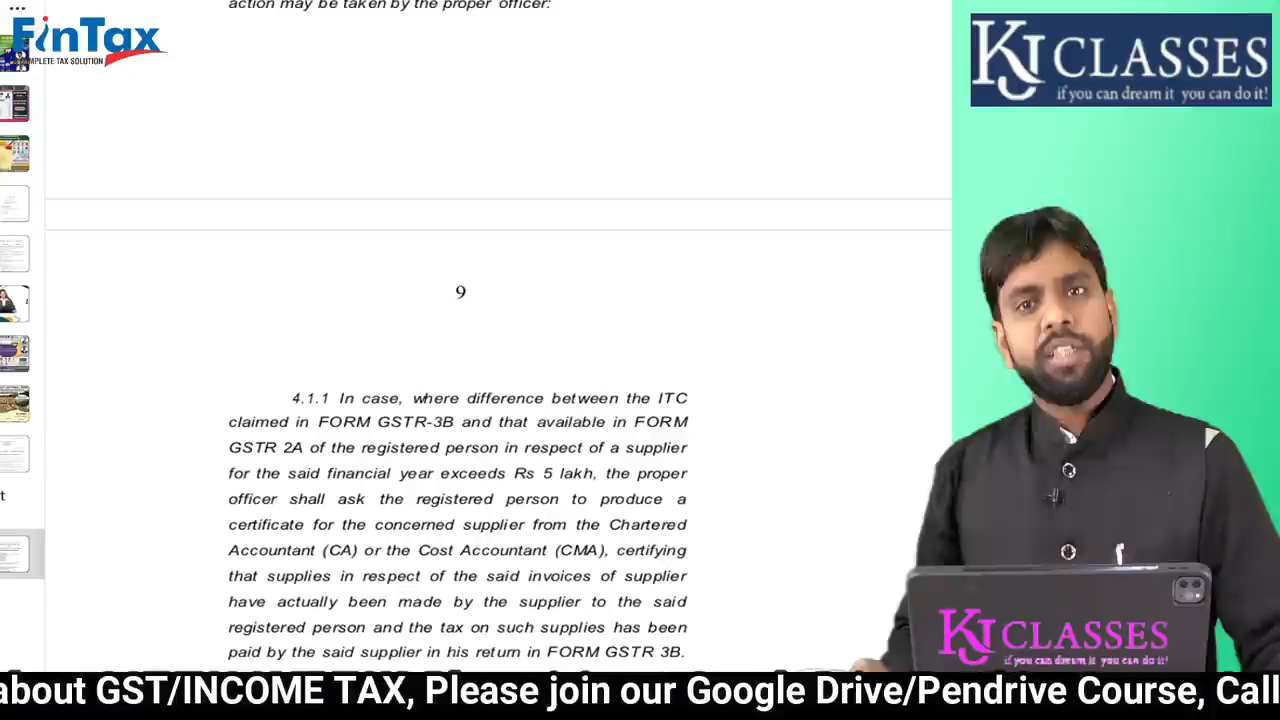 action may be taken by the proper officer:
FinTax
COMPLETE TAX SOLUTION
KJ CLASSES
if you can dream it you can do it!
9
4.1.1 In case, where difference between the ITC
claimed in FORM GSTR-3B and that available in FORM
GSTR 2A of the registered person in respect of a supplier
for the said financial year exceeds Rs 5 lakh, the proper
officer shall ask the registered person to produce a
certificate for the concerned supplier from the Chartered
Accountant (CA) or the Cost Accountant (CMA), certifying
that supplies in respect of the said invoices of supplier
have actually been made by the supplier to the said
registered person and the tax on such supplies has been
paid by the said supplier in his return in FORM GSTR 3B.
KJ CLASSES
if you can dream it you can do it!
about GST/INCOME TAX, Please join our Google Drive/Pendrive Course, Call